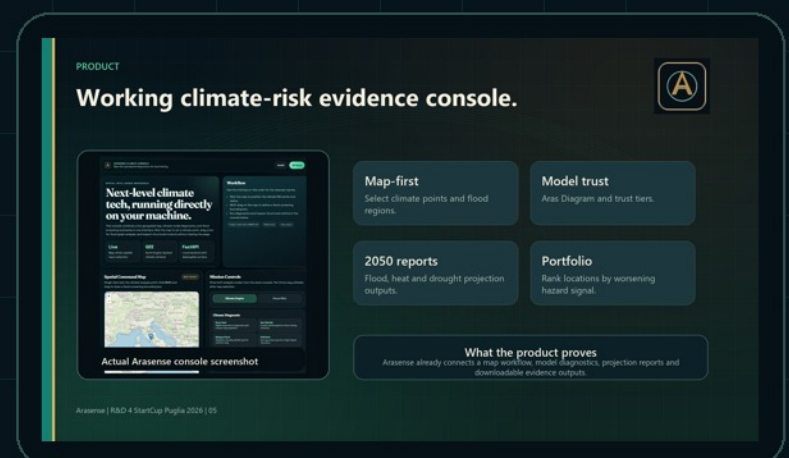 PRODUCT
Working climate-risk evidence console.
A
Next-level climate
tech, running directly
on your machine.
Workflow
Live
GEE
FastAPI
Spatial Command Map
Mission Controls
Climate Diagnosis
Actual Arasense console screenshot
Map-first
Select climate points and flood
regions.
Model trust
Aras Diagram and trust tiers.
2050 reports
Flood, heat and drought projection
outputs.
Portfolio
Rank locations by worsening
hazard signal.
What the product proves
Arasense already connects a map workflow, model diagnostics, projection reports and
downloadable evidence outputs.
Arasense | R&D 4 StartCup Puglia 2026 | 05